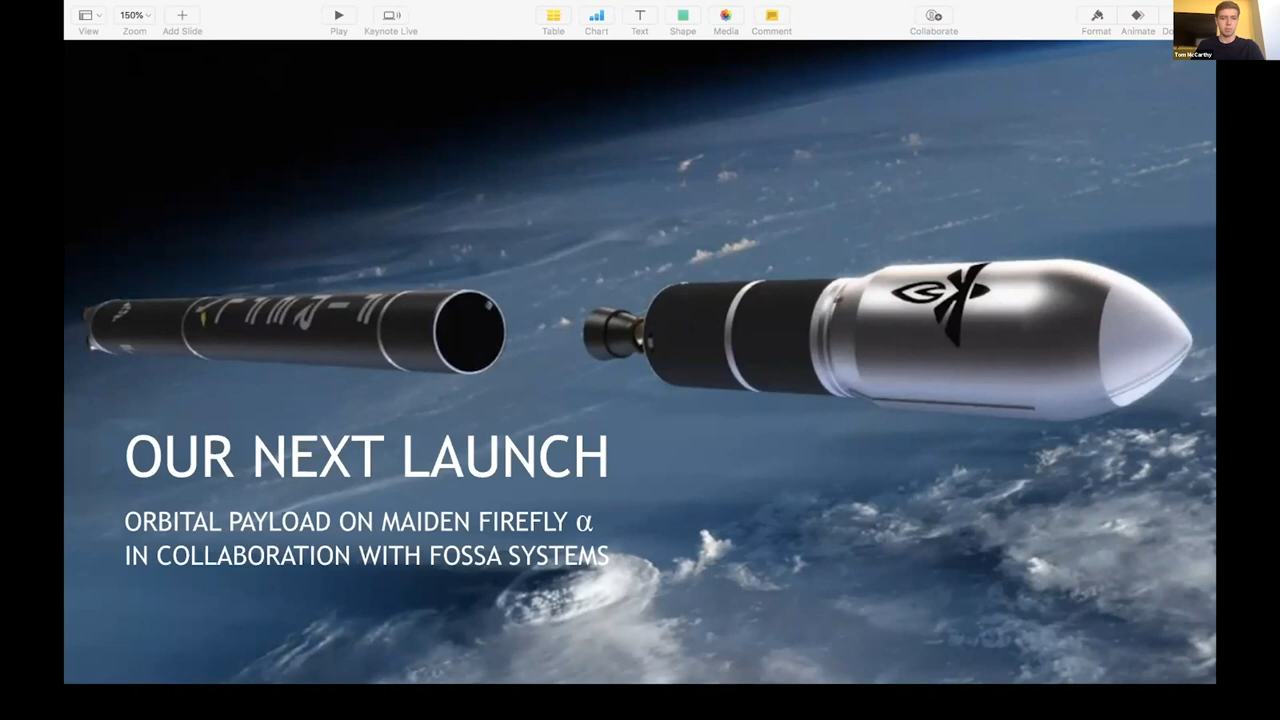 150%
View
Zoom
Add Slide
Play
Keynote Live
Table
Chart
Text
Shape
Media
Comment
Collaborate
Format
Animate
Tom McCarthy
FIREFLY
OUR NEXT LAUNCH
ORBITAL PAYLOAD ON MAIDEN FIREFLY α
IN COLLABORATION WITH FOSSA SYSTEMS